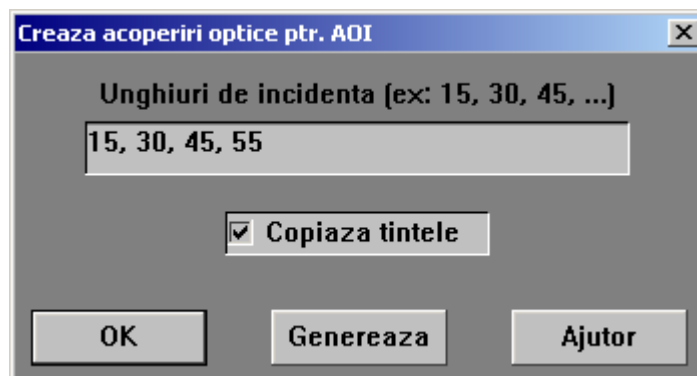 Creaza acoperiri optice ptr. AOI
Unghiuri de incidenta (ex: 15, 30, 45, ...)
15, 30, 45, 55
Copiaza tintele
OK Genereaza Ajutor